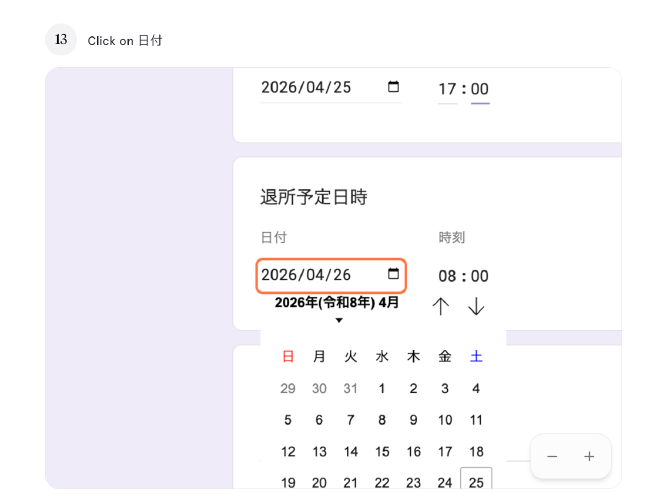 13 Click on 日付
2026/04/25 17:00
退所予定日時
日付 時刻
2026/04/26 08:00
2026年(令和8年) 4月
日 月 火 水 木 金 土
29 30 31 1 2 3 4
5 6 7 8 9 10 11
12 13 14 15 16 17 18
19 20 21 22 23 24 25